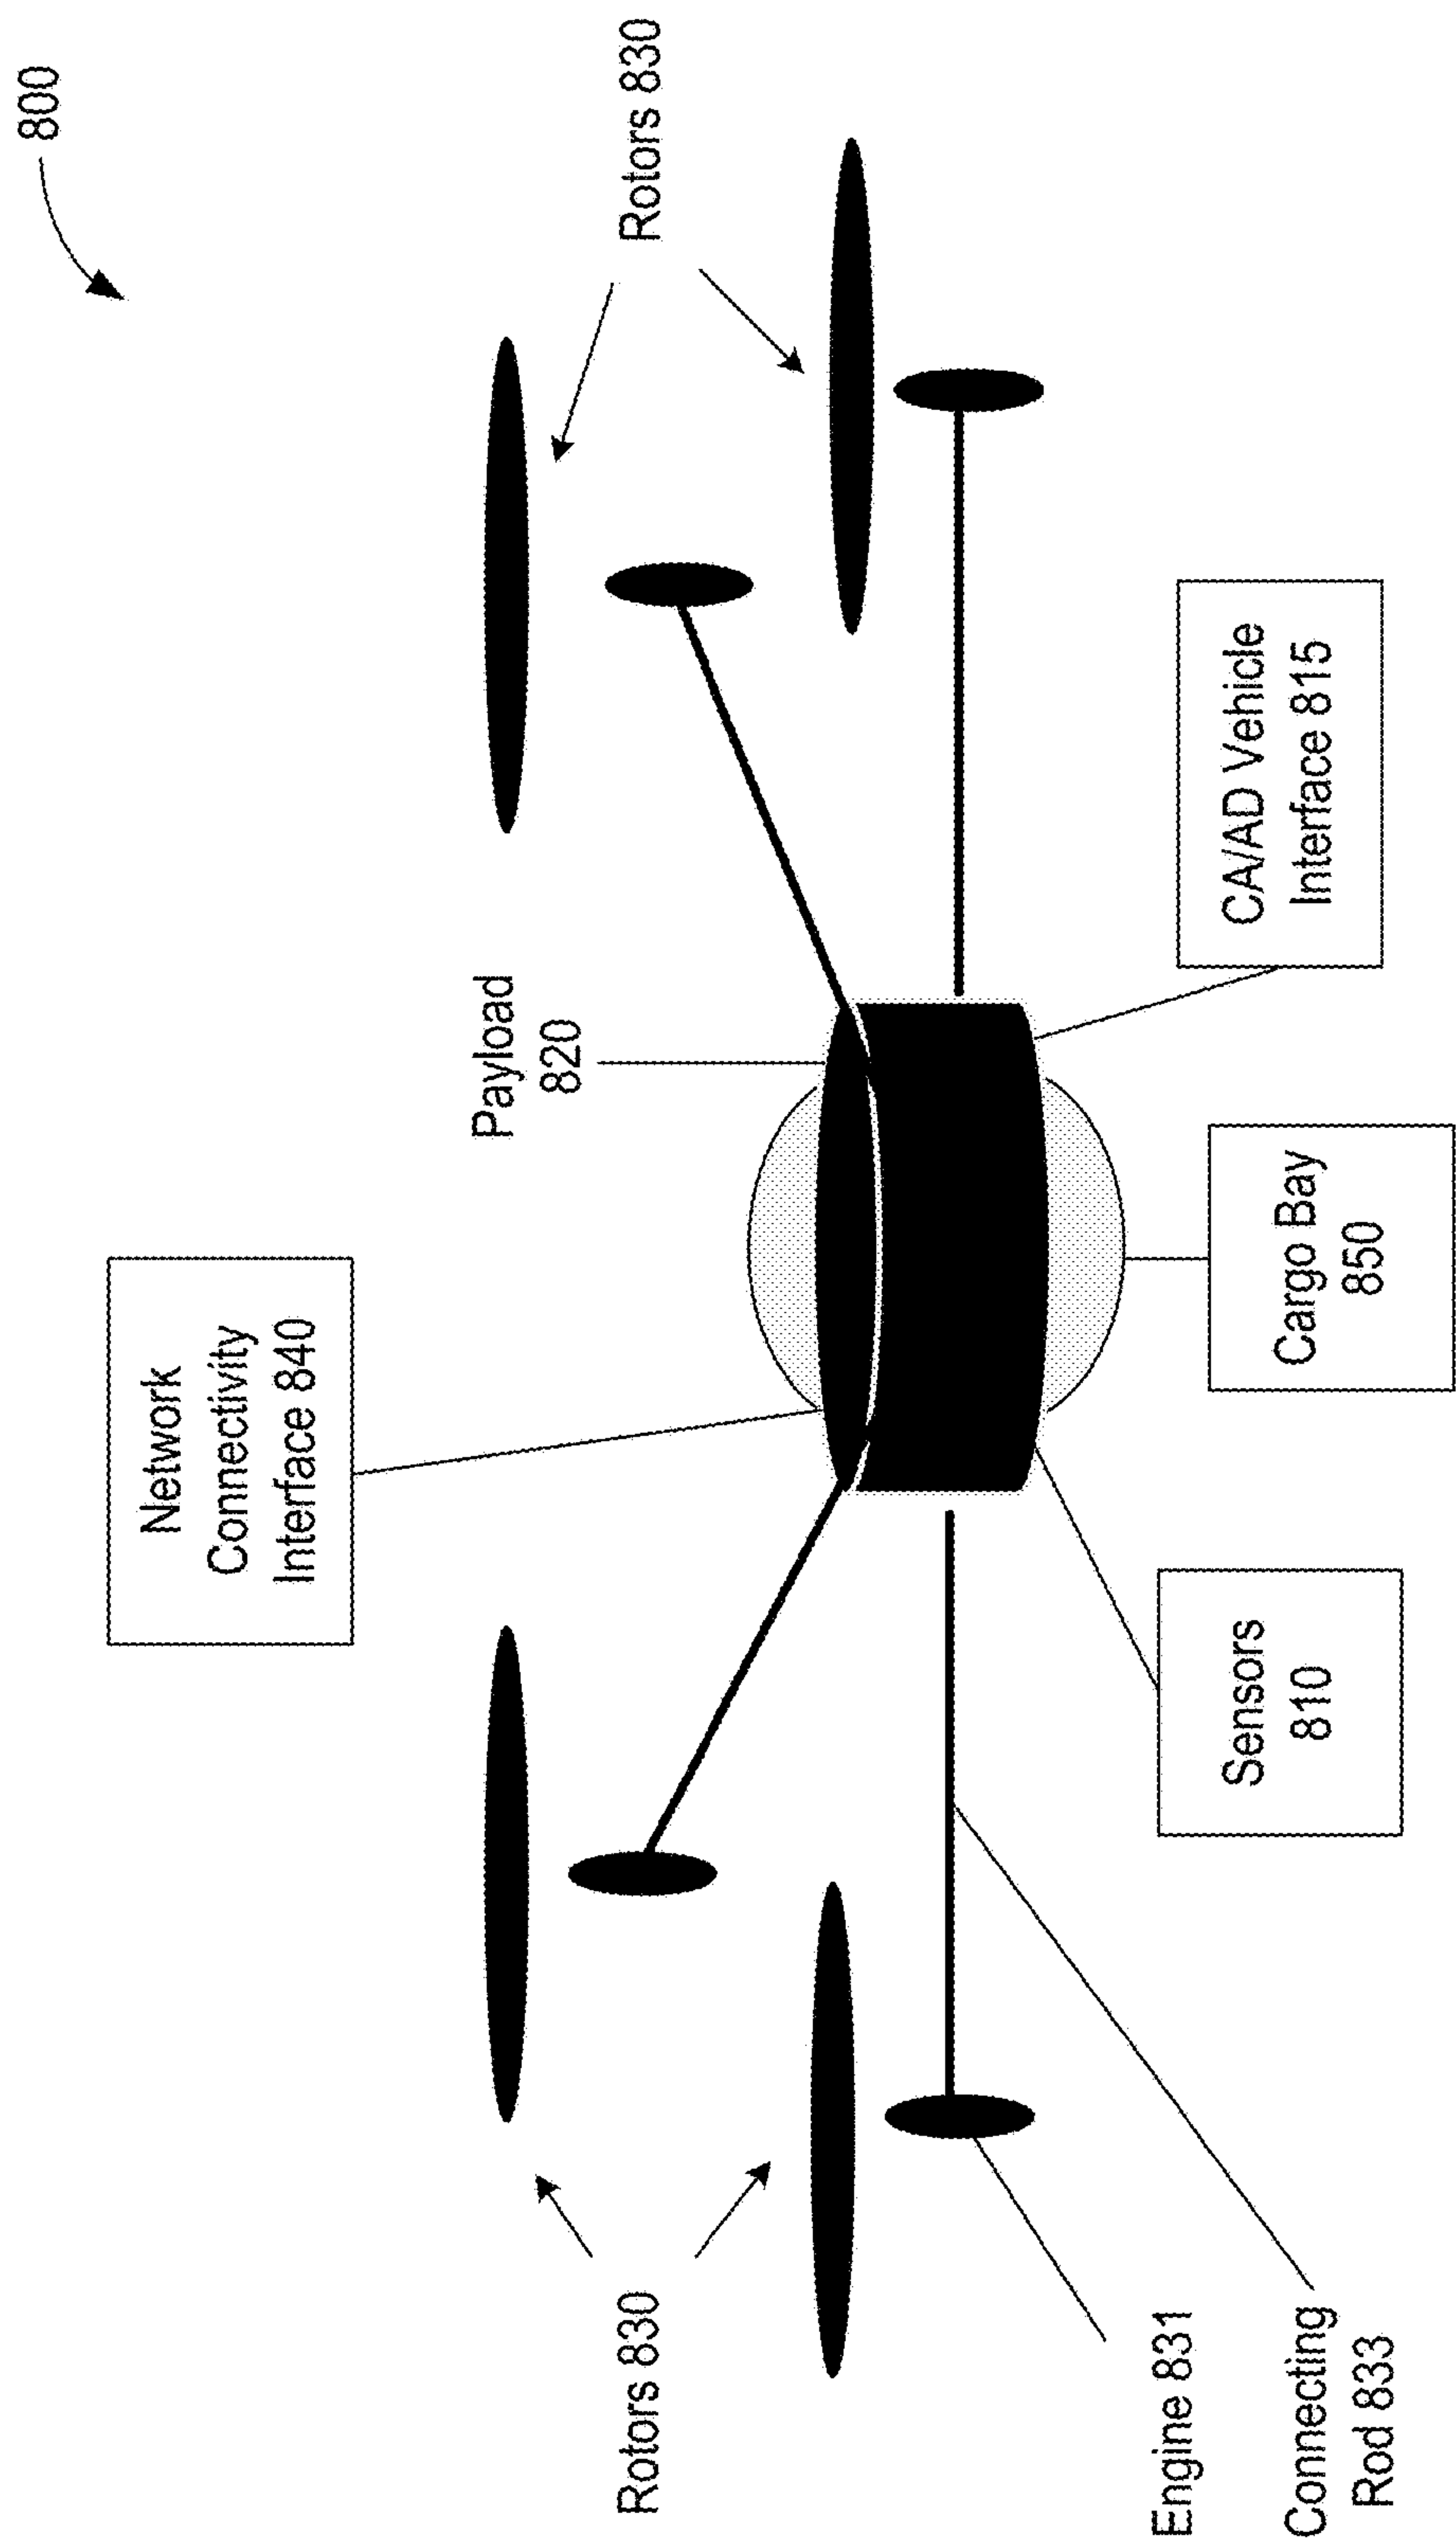 800
Network
Connectivity
Interface 840
Payload
820
Rotors 830
Rotors 830
Engine 831
Connecting
Rod 833
Sensors
810
Cargo Bay
850
CA/AD Vehicle
Interface 815